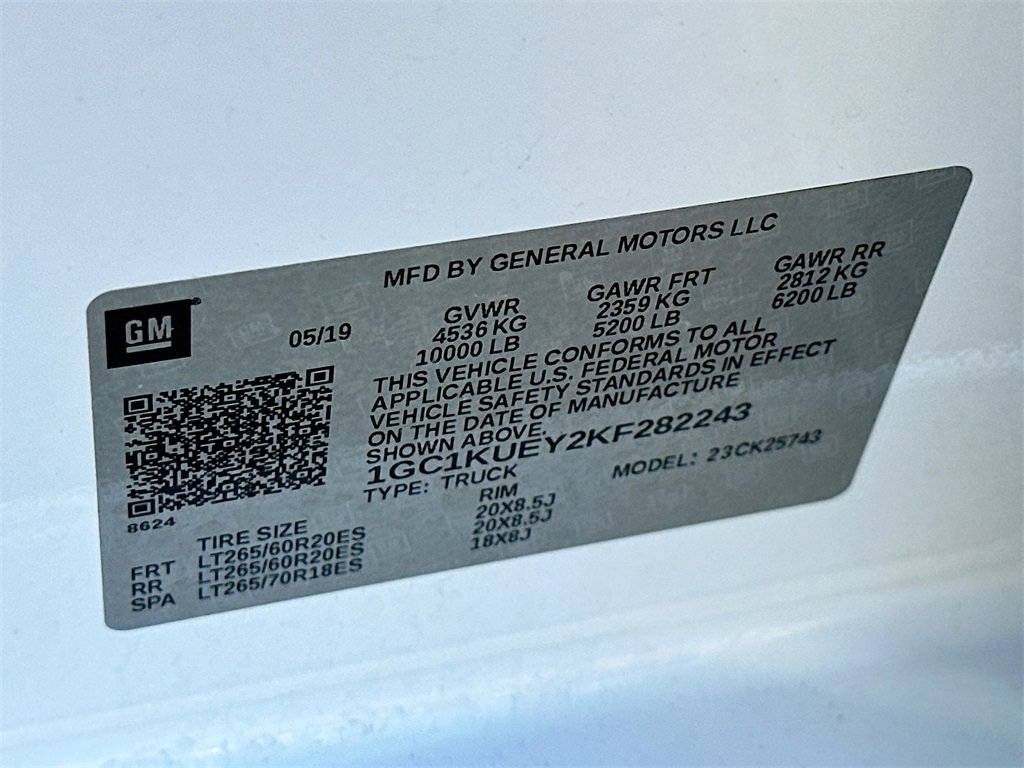 MFD BY GENERAL MOTORS LLC
GM
05/19
GVWR GAWR FRT GAWR RR
4536 KG 2359 KG 2812 KG
10000 LB 5200 LB 6200 LB
THIS VEHICLE CONFORMS TO ALL
APPLICABLE U.S. FEDERAL MOTOR
VEHICLE SAFETY STANDARDS IN EFFECT
ON THE DATE OF MANUFACTURE
SHOWN ABOVE.
1GC1KUEY2KF282243
TYPE: TRUCK MODEL: 23CK25743
8624
TIRE SIZE RIM
FRT LT265/60R20ES 20X8.5J
RR LT265/60R20ES 20X8.5J
SPA LT265/70R18ES 18X8J